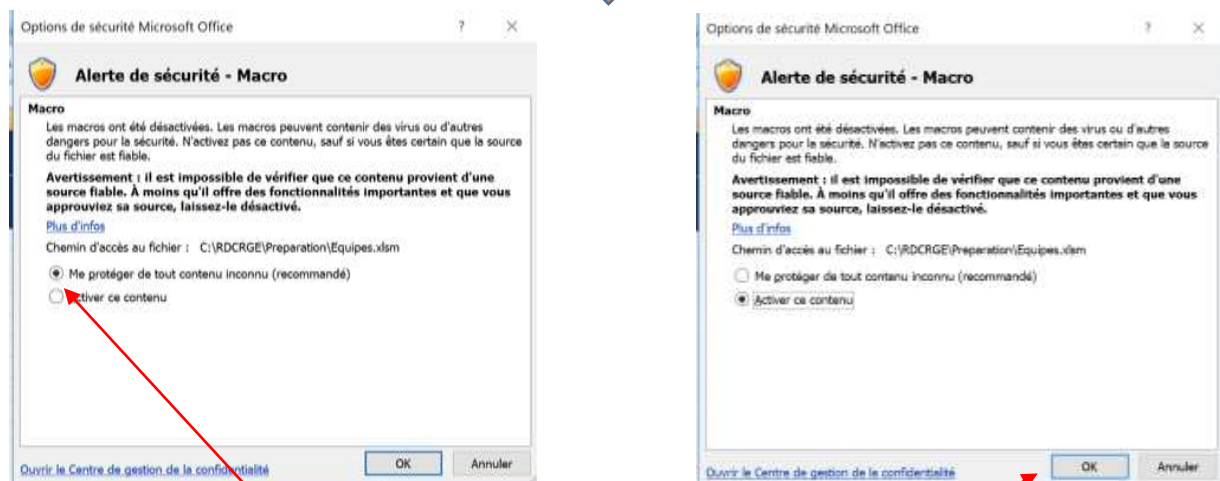 Options de sécurité Microsoft Office
?
Alerte de sécurité - Macro
Macro
Les macros ont été désactivées. Les macros peuvent contenir des virus ou d'autres
dangers pour la sécurité. N'activez pas ce contenu, sauf si vous êtes certain que la source
du fichier est fiable.
Avertissement : il est impossible de vérifier que ce contenu provient d'une
source fiable. À moins qu'il offre des fonctionnalités importantes et que vous
approuviez sa source, laissez-le désactivé.
Plus d'infos
Chemin d'accès au fichier : C:\RDCRGE\Preparation\Equipes.xlsm
Me protéger de tout contenu inconnu (recommandé)
Activer ce contenu
Ouvrir le Centre de gestion de la confidentialité
OK
Annuler
Options de sécurité Microsoft Office
?
Alerte de sécurité - Macro
Macro
Les macros ont été désactivées. Les macros peuvent contenir des virus ou d'autres
dangers pour la sécurité. N'activez pas ce contenu, sauf si vous êtes certain que la source
du fichier est fiable.
Avertissement : il est impossible de vérifier que ce contenu provient d'une
source fiable. À moins qu'il offre des fonctionnalités importantes et que vous
approuviez sa source, laissez-le désactivé.
Plus d'infos
Chemin d'accès au fichier : C:\RDCRGE\Preparation\Equipes.xlsm
Me protéger de tout contenu inconnu (recommandé)
Activer ce contenu
Ouvrir le Centre de gestion de la confidentialité
OK
Annuler